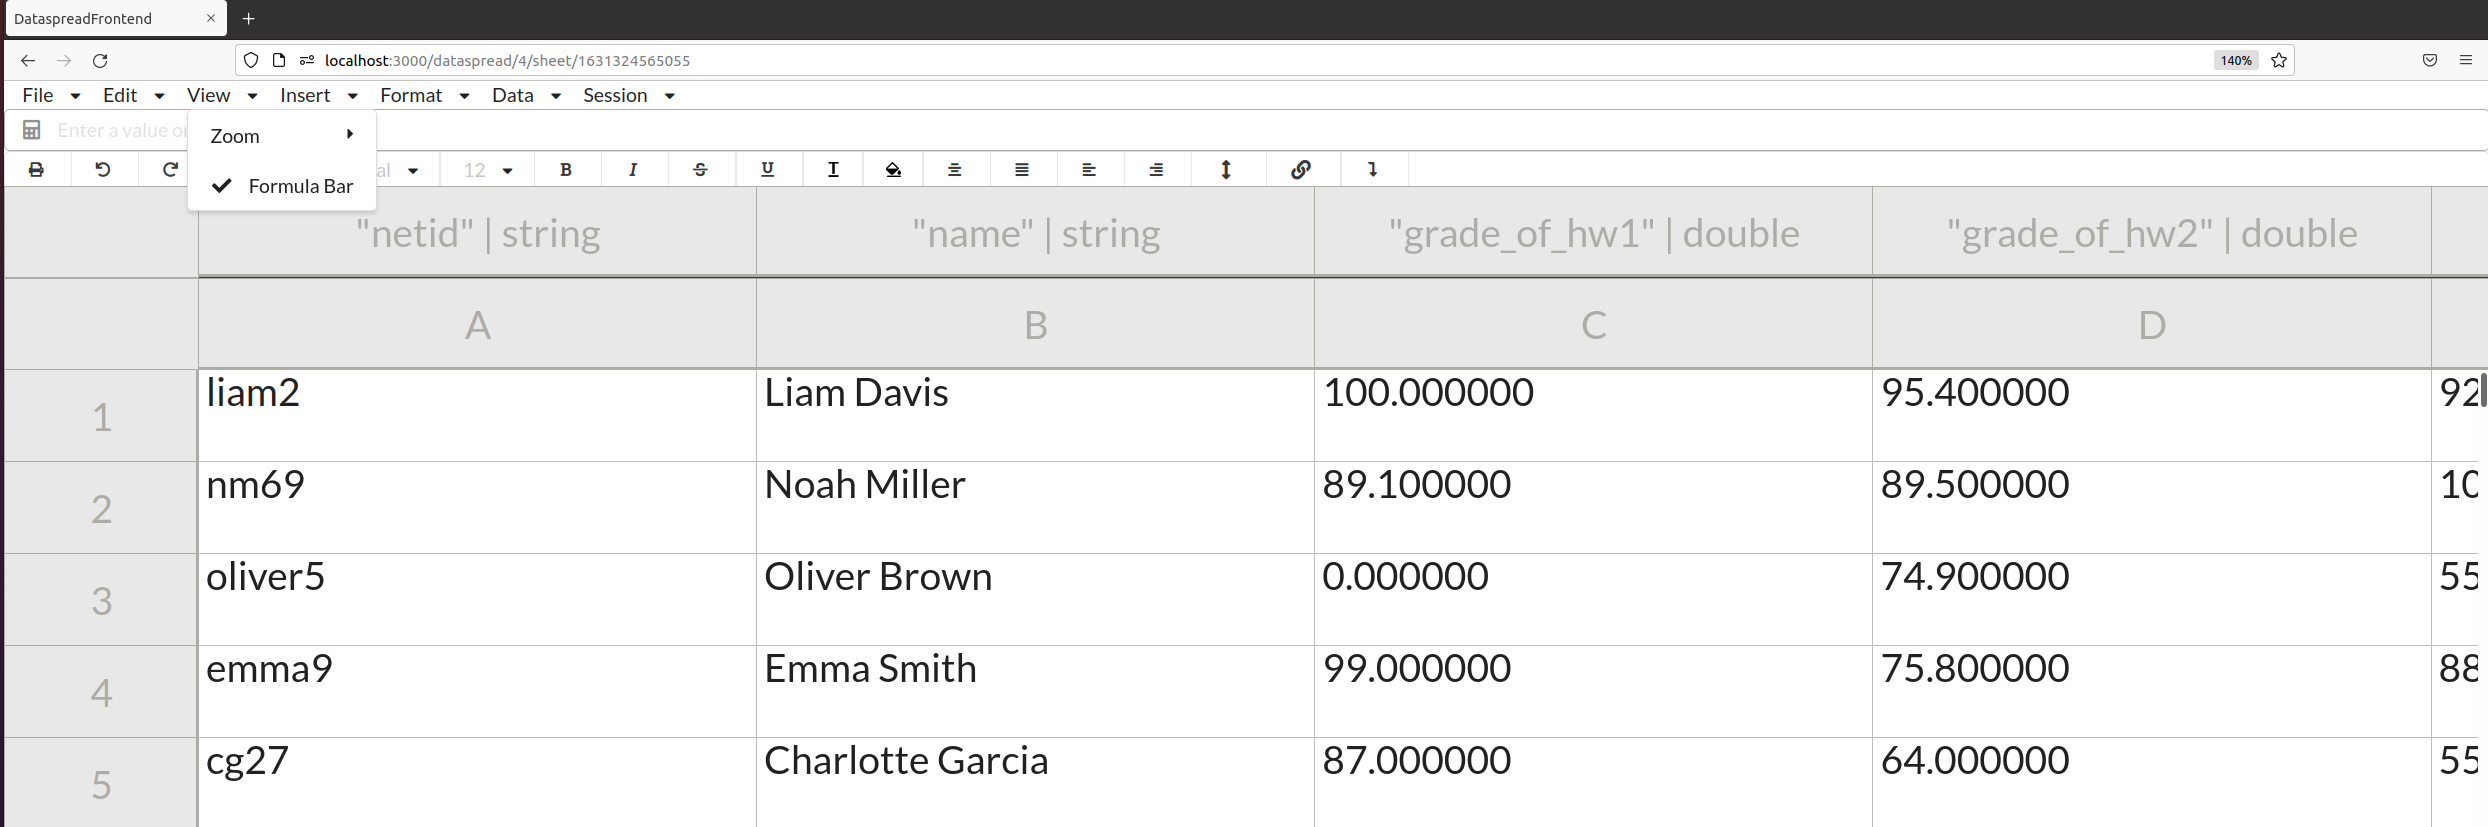 DataspreadFrontend
localhost:3000/dataspread/4/sheet/1631324565055
140%
File Edit View Insert Format Data Session
Enter a value
Zoom
12 B I S U T
Formula Bar
"netid" | string "name" | string "grade_of_hw1" | double "grade_of_hw2" | double
A B C D
1 liam2 Liam Davis 100.000000 95.400000 92
2 nm69 Noah Miller 89.100000 89.500000 10
3 oliver5 Oliver Brown 0.000000 74.900000 55
4 emma9 Emma Smith 99.000000 75.800000 88
5 cg27 Charlotte Garcia 87.000000 64.000000 55